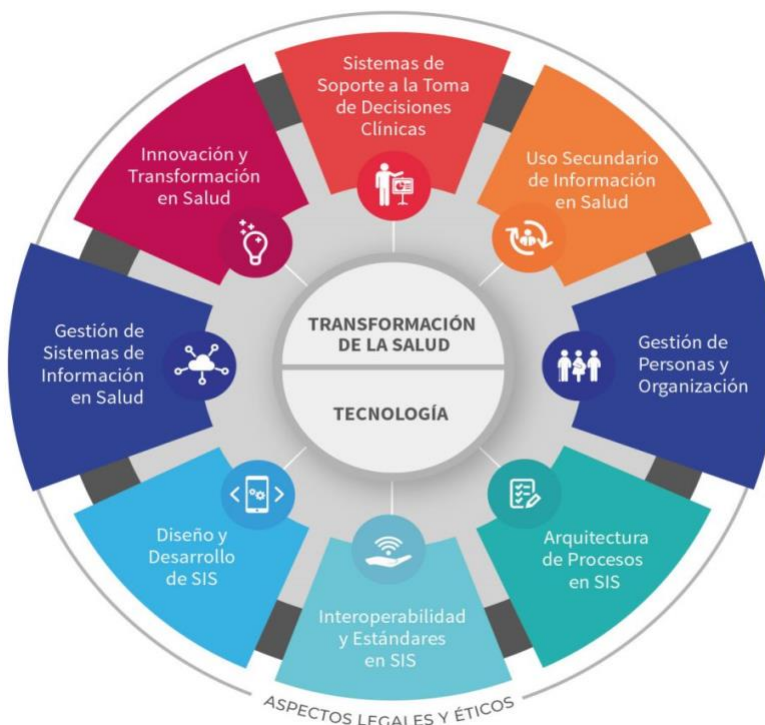 Sistemas de
Soporte a la Toma
de Decisiones
Clínicas
Innovación y
Transformación
en Salud
Uso Secundario
de Información
en Salud
TRANSFORMACIÓN
DE LA SALUD
TECNOLOGÍA
Gestión de
Sistemas de
Información
en Salud
Gestión de
Personas y
Organización
Diseño y
Desarrollo
de SIS
Arquitectura
de Procesos
en SIS
Interoperabilidad
y Estándares
en SIS
ASPECTOS LEGALES Y ÉTICOS